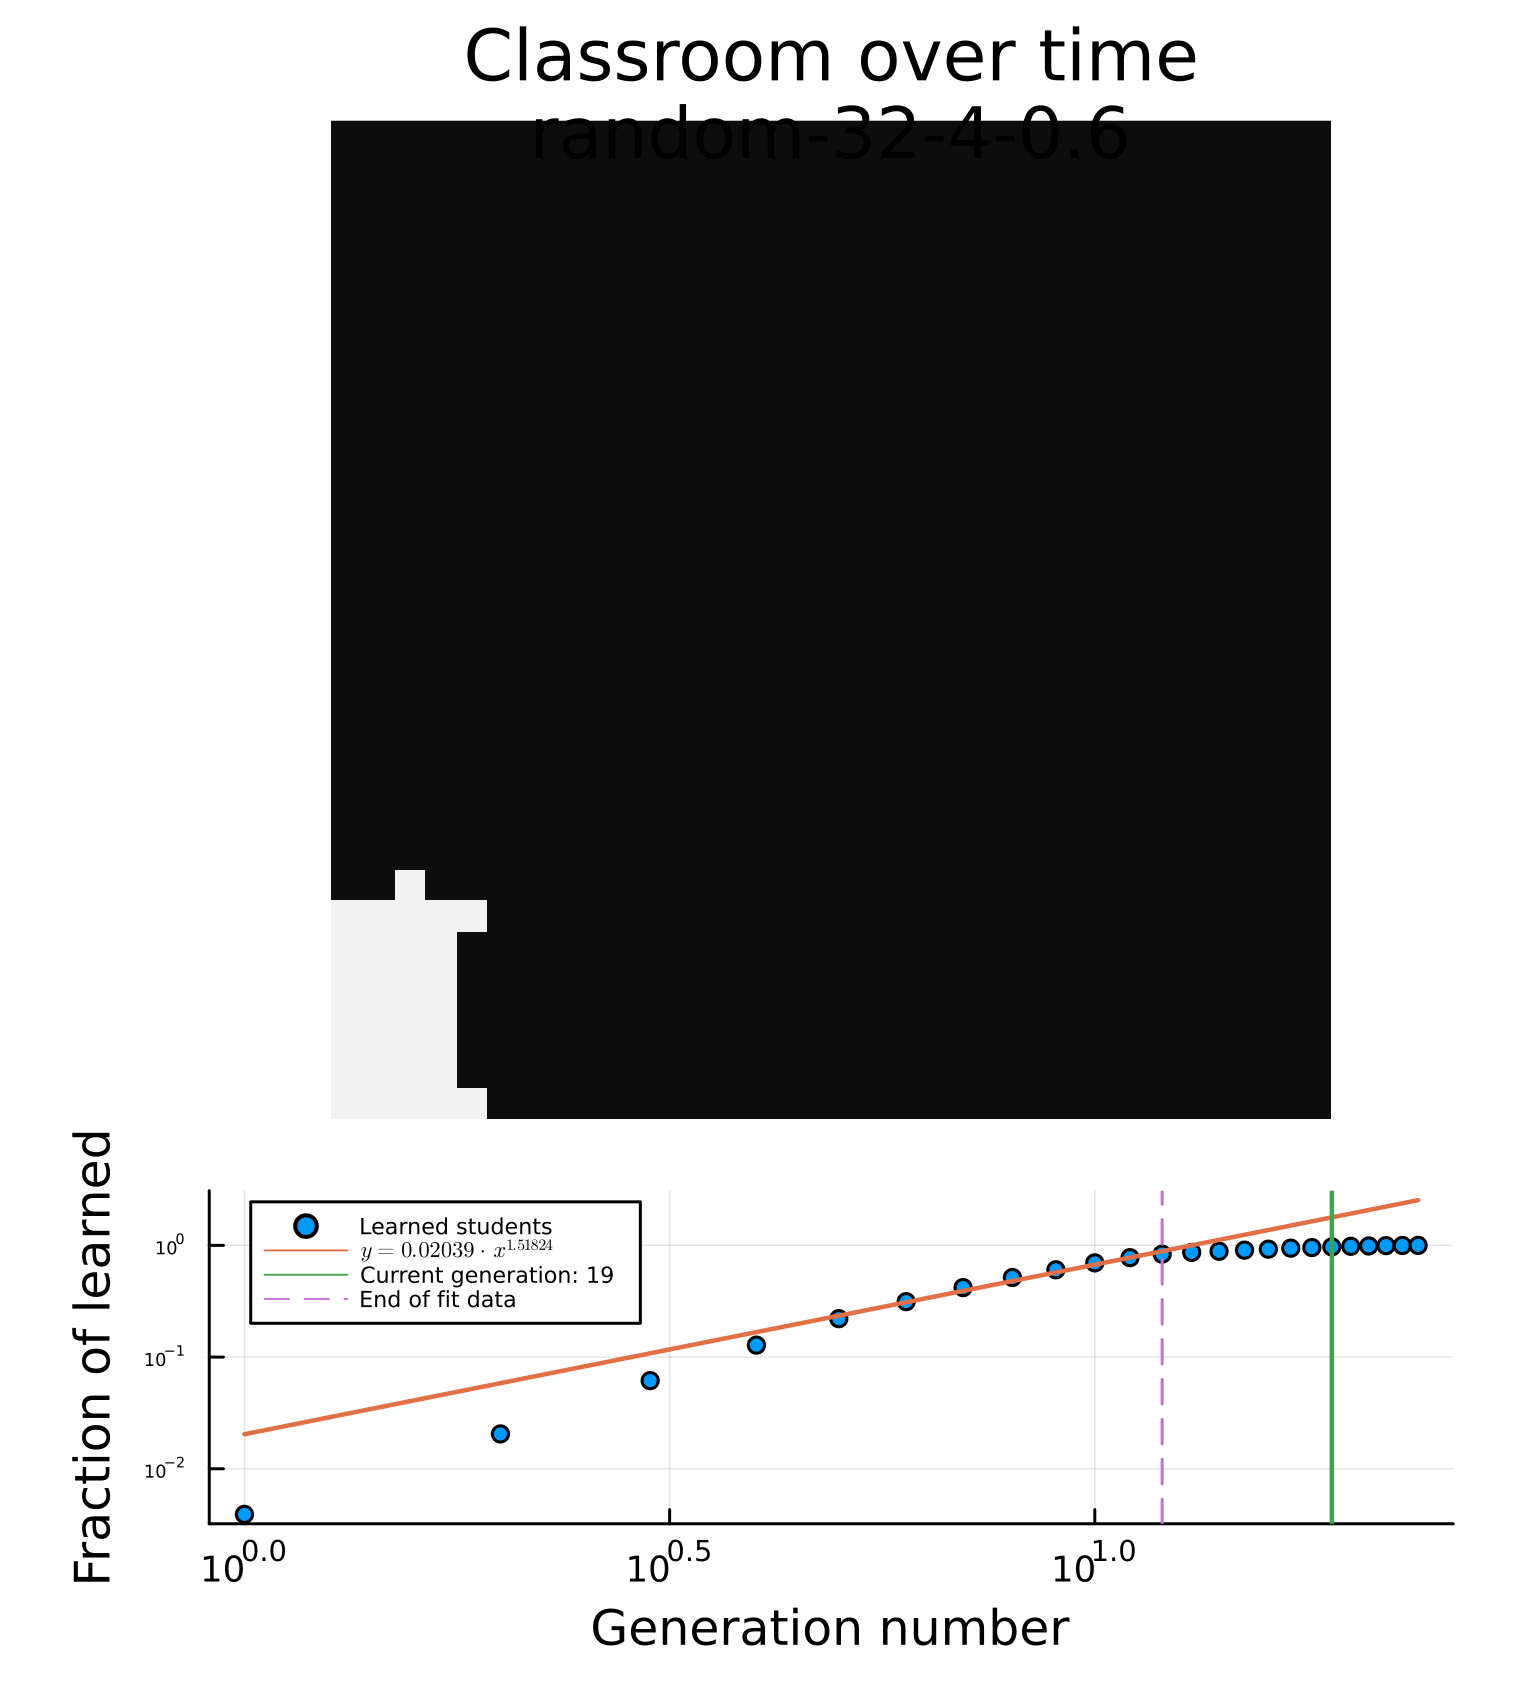 Classroom over time
random-32-4-0.6
Fraction of learned
10⁰
10⁻¹
10⁻²
Learned students
y = 0.02039 · x^1.51824
Current generation: 19
End of fit data
10^0.0
10^0.5
10^1.0
Generation number